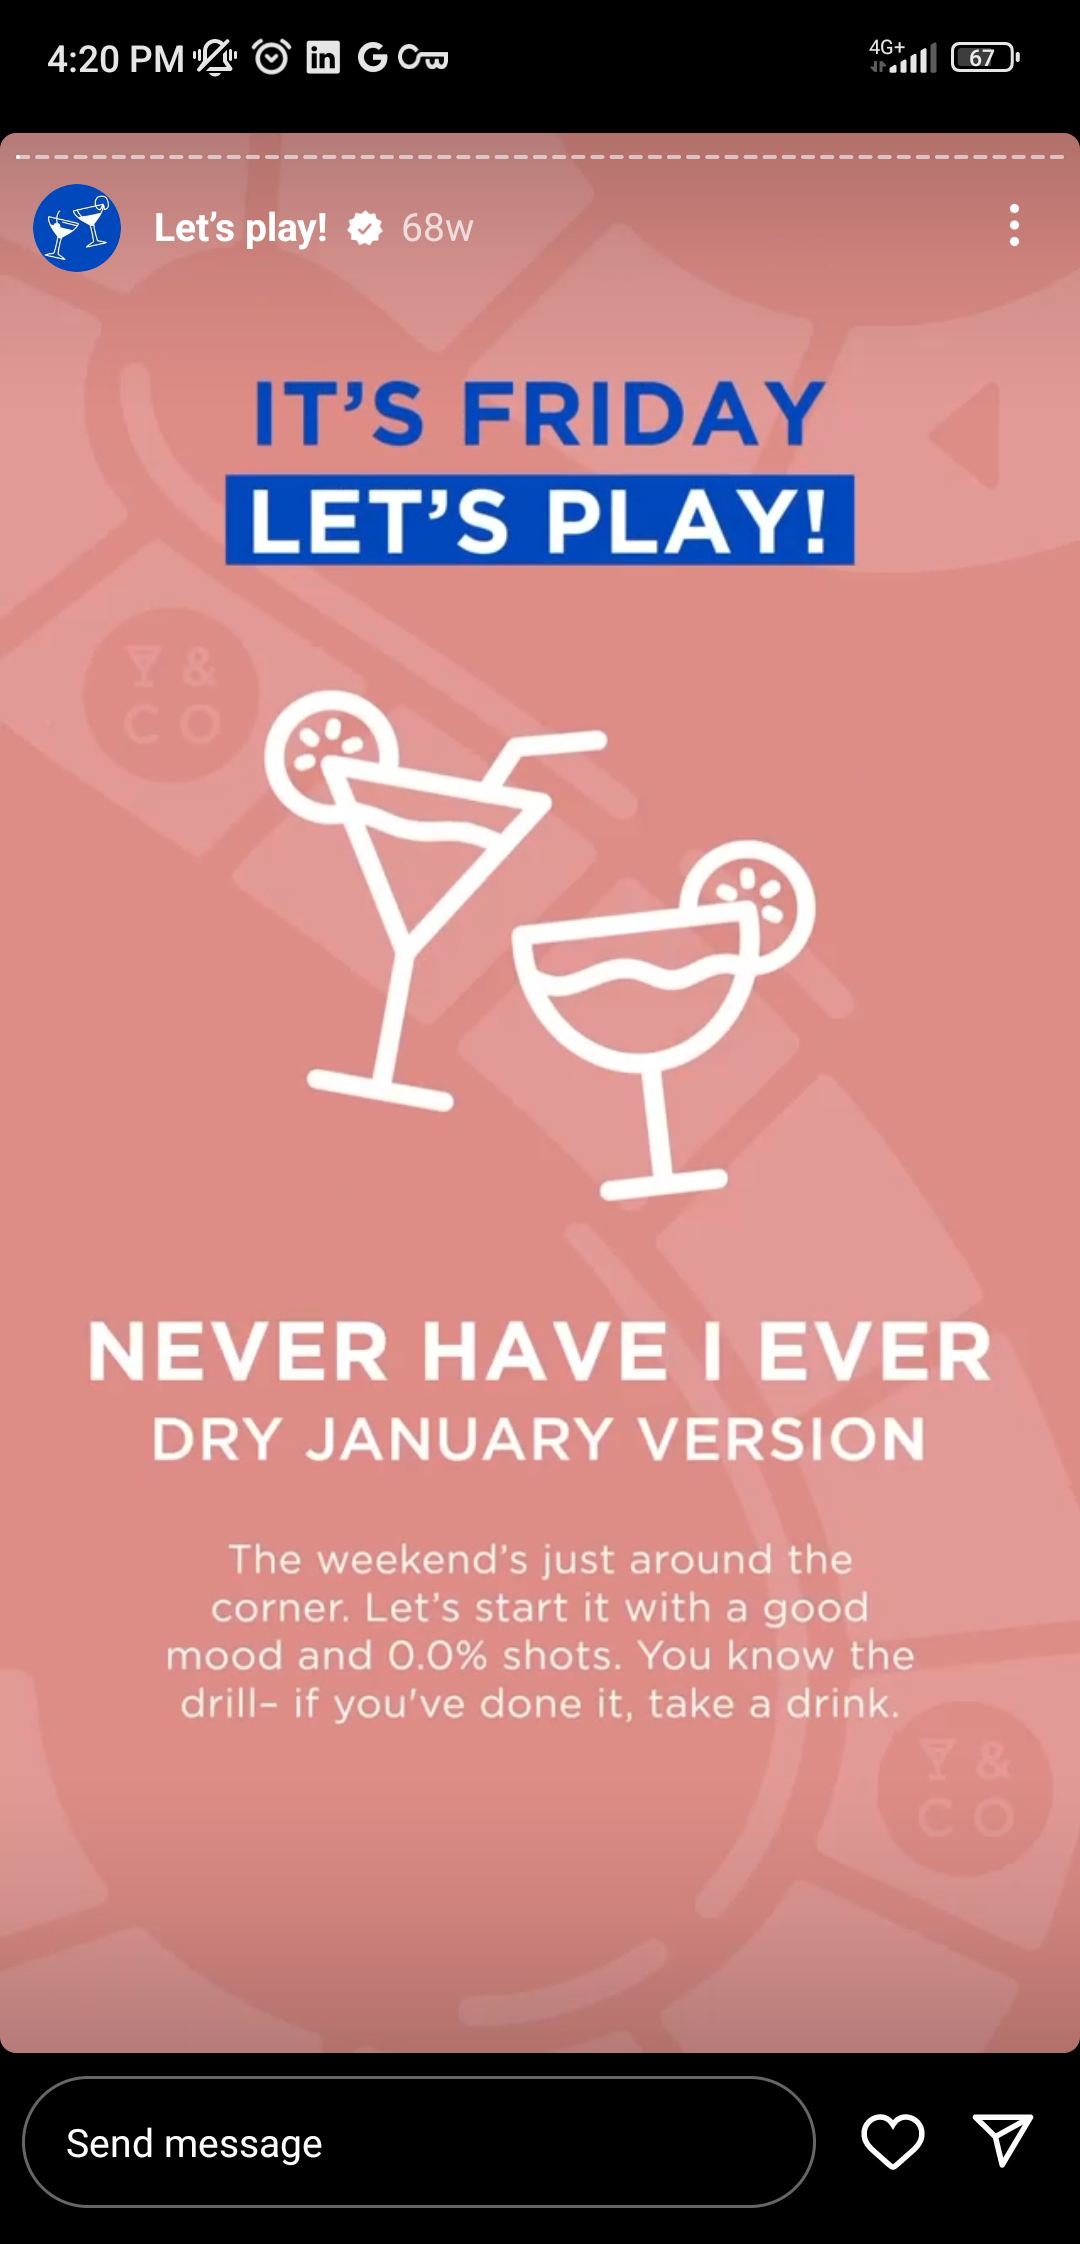 4:20 PM
4G+
67
Let’s play! 68w
IT’S FRIDAY
LET’S PLAY!
&
CO
NEVER HAVE I EVER
DRY JANUARY VERSION
The weekend’s just around the
corner. Let’s start it with a good
mood and 0.0% shots. You know the
drill– if you've done it, take a drink.
&
CO
Send message